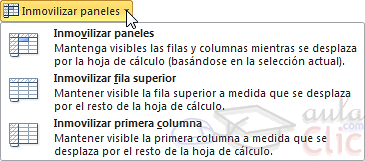 Inmovilizar paneles
Inmovilizar paneles
Mantenga visibles las filas y columnas mientras se desplaza
por la hoja de cálculo (basándose en la selección actual).
Inmovilizar fila superior
Mantener visible la fila superior a medida que se desplaza
por el resto de la hoja de cálculo.
Inmovilizar primera columna
Mantener visible la primera columna a medida que se
desplaza por el resto de la hoja de cálculo.
aula
.com
Clic